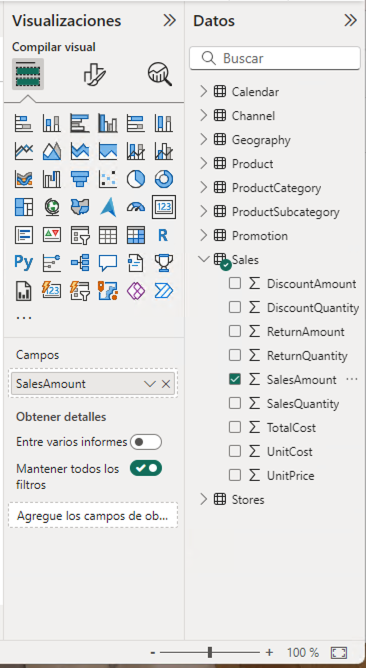 Visualizaciones
Compilar visual
123
R
Py
...
Campos
SalesAmount
Obtener detalles
Entre varios informes
Mantener todos los
filtros
Agregue los campos de ob...
Datos
Buscar
Calendar
Channel
Geography
Product
ProductCategory
ProductSubcategory
Promotion
Sales
DiscountAmount
DiscountQuantity
ReturnAmount
ReturnQuantity
SalesAmount ...
SalesQuantity
TotalCost
UnitCost
UnitPrice
Stores
- + 100 %